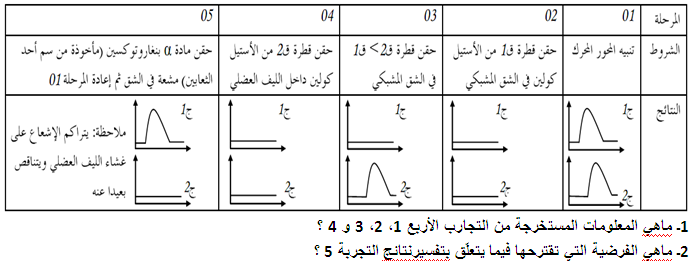 المرحلة 01 02 03 04 05
الشروط تنبيه المحور المحرك حقن قطرة ق1 من الأستيل كولين في الشق المشبكي حقن قطرة ق2 > ق1 في الشق المشبكي حقن قطرة ق2 من الأستيل كولين داخل الليف العضلي حقن مادة α بنغاروتوكسين (مأخوذة من سم أحد الثعابين) مشعة في الشق ثم إعادة المرحلة 01
النتائج ج1 ج1 ج1 ج1 ج1
ج2 ج2 ج2 ج2 ج2
ملاحظة: يتراكم الإشعاع على
غشاء الليف العضلي ويتناقص
بعيدا عنه
1- ماهي المعلومات المستخرجة من التجارب الأربع 1، 2، 3 و 4 ؟
2- ماهي الفرضية التي تقترحها فيما يتعلّق بتفسيرنتائج التجربة 5 ؟